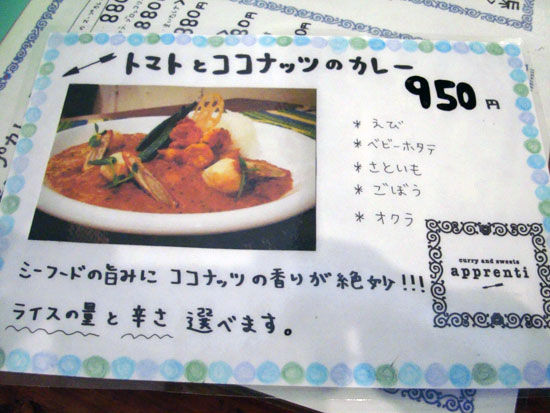 トマトとココナッツのカレー
950円
* えび
* ベビーホタテ
* さといも
* ごぼう
* オクラ
curry and sweets
apprenti
シーフードの旨みに ココナッツの香りが絶妙!!!
ライスの量と辛さ 選べます。